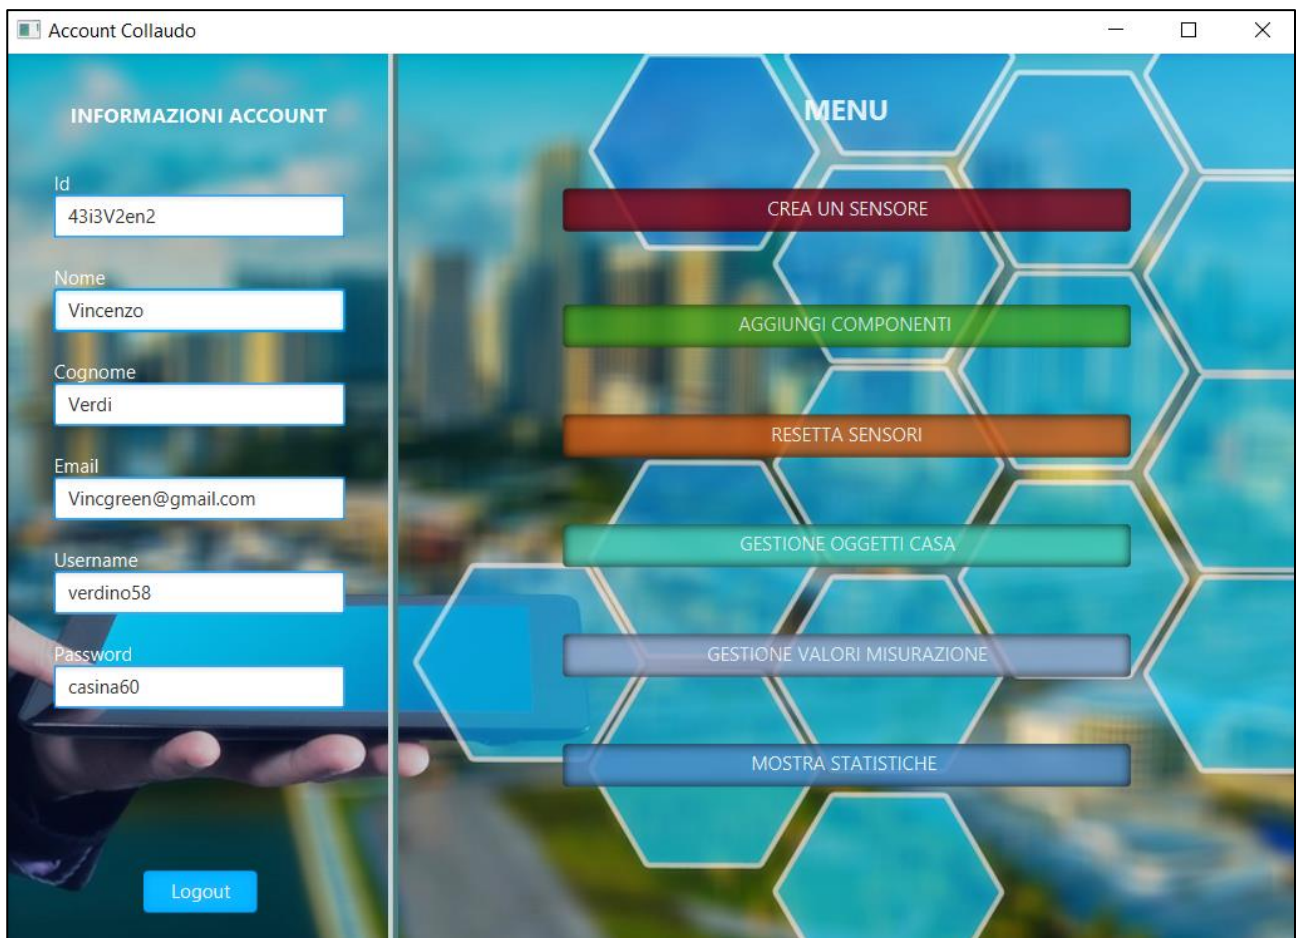 Account Collaudo
INFORMAZIONI ACCOUNT
Id
43i3V2en2
Nome
Vincenzo
Cognome
Verdi
Email
Vincgreen@gmail.com
Username
verdino58
Password
casina60
Logout
MENU
CREA UN SENSORE
AGGIUNGI COMPONENTI
RESETTA SENSORI
GESTIONE OGGETTI CASA
GESTIONE VALORI MISURAZIONE
MOSTRA STATISTICHE